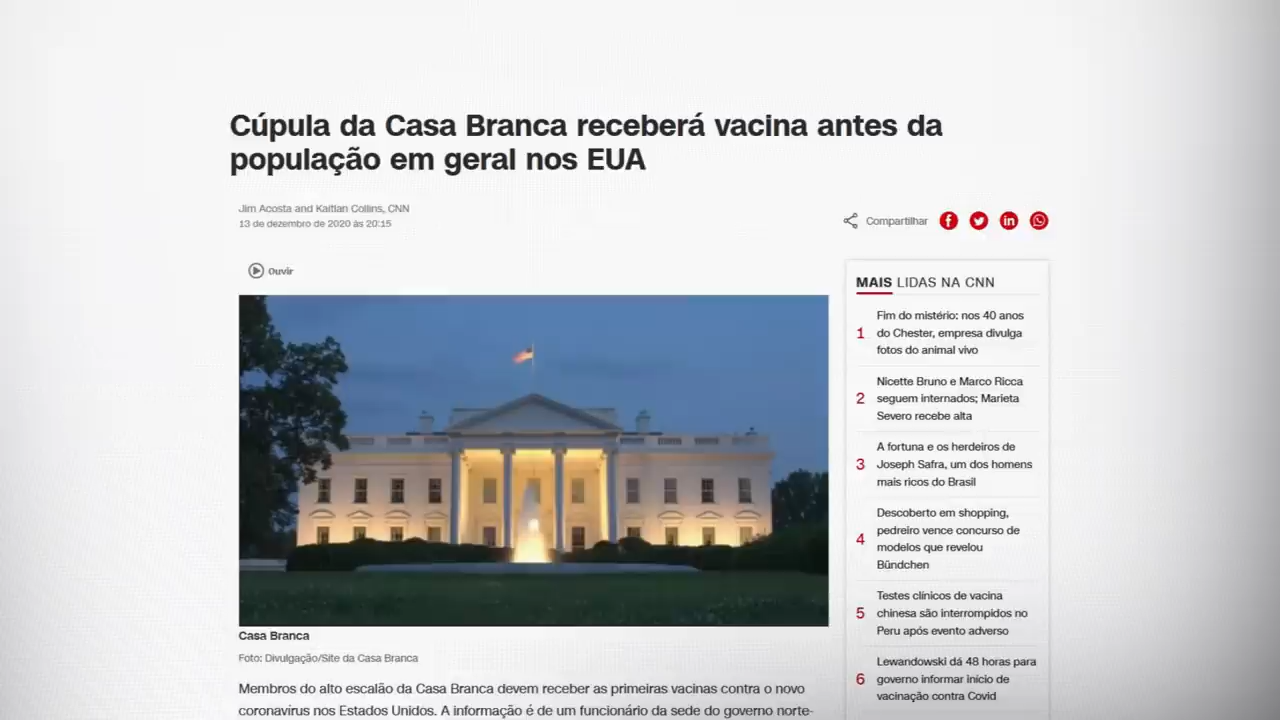 Cúpula da Casa Branca receberá vacina antes da
população em geral nos EUA
Jim Acosta and Kaitlan Collins, CNN
13 de dezembro de 2020 às 20:15
Compartilhar
Ouvir
Casa Branca
Foto: Divulgação/Site da Casa Branca
Membros do alto escalão da Casa Branca devem receber as primeiras vacinas contra o novo
coronavírus nos Estados Unidos. A informação é de um funcionário da sede do governo norte-
MAIS LIDAS NA CNN
1
Fim do mistério: nos 40 anos
do Chester, empresa divulga
fotos do animal vivo
2
Nicette Bruno e Marco Ricca
seguem internados; Marieta
Severo recebe alta
3
A fortuna e os herdeiros de
Joseph Safra, um dos homens
mais ricos do Brasil
4
Descoberto em shopping,
pedreiro vence concurso de
modelos que revelou
Bündchen
5
Testes clínicos de vacina
chinesa são interrompidos no
Peru após evento adverso
6
Lewandowski dá 48 horas para
governo informar início de
vacinação contra Covid